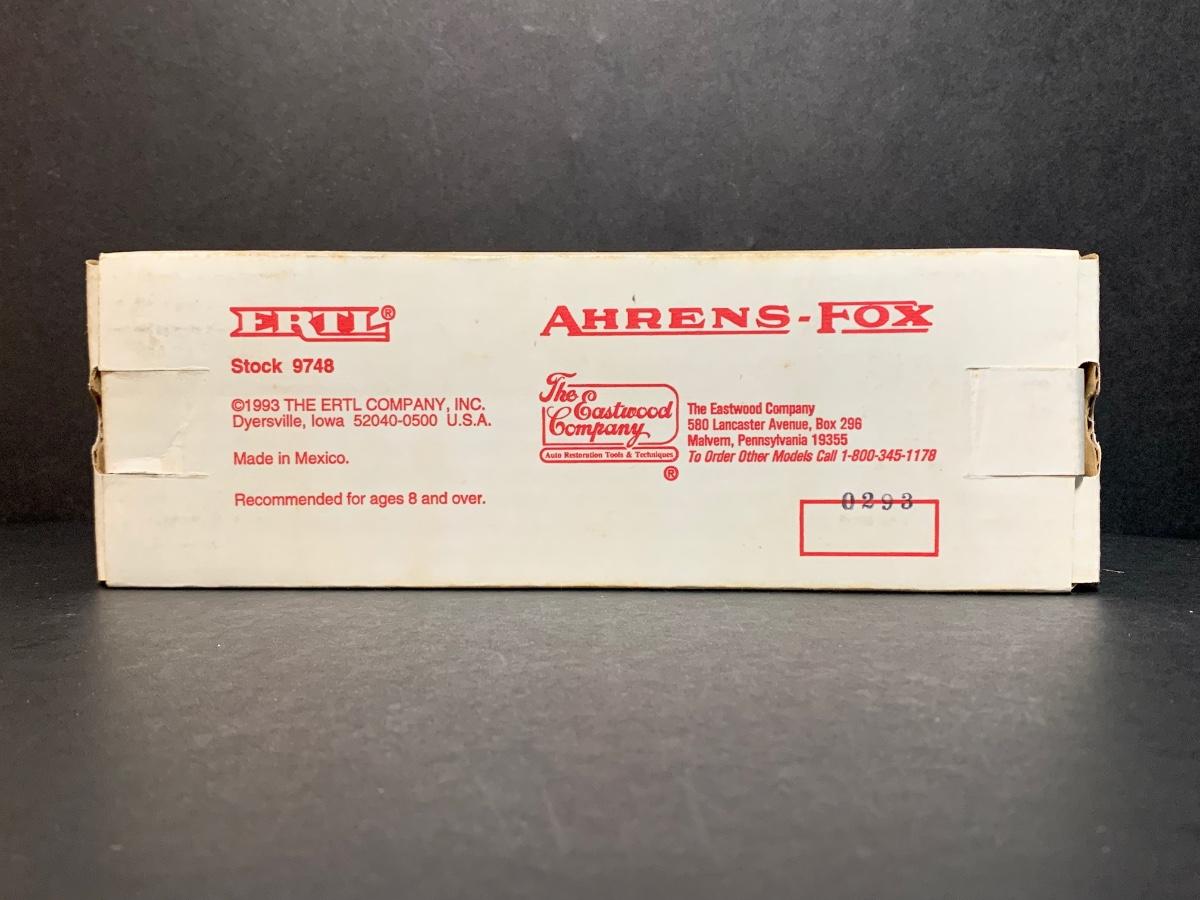 ERTL®
Stock 9748
©1993 THE ERTL COMPANY, INC.
Dyersville, Iowa 52040-0500 U.S.A.
Made in Mexico.
Recommended for ages 8 and over.
AHRENS-FOX
The
Eastwood
Company
Auto Restoration Tools & Techniques
®
The Eastwood Company
580 Lancaster Avenue, Box 296
Malvern, Pennsylvania 19355
To Order Other Models Call 1-800-345-1178
0293